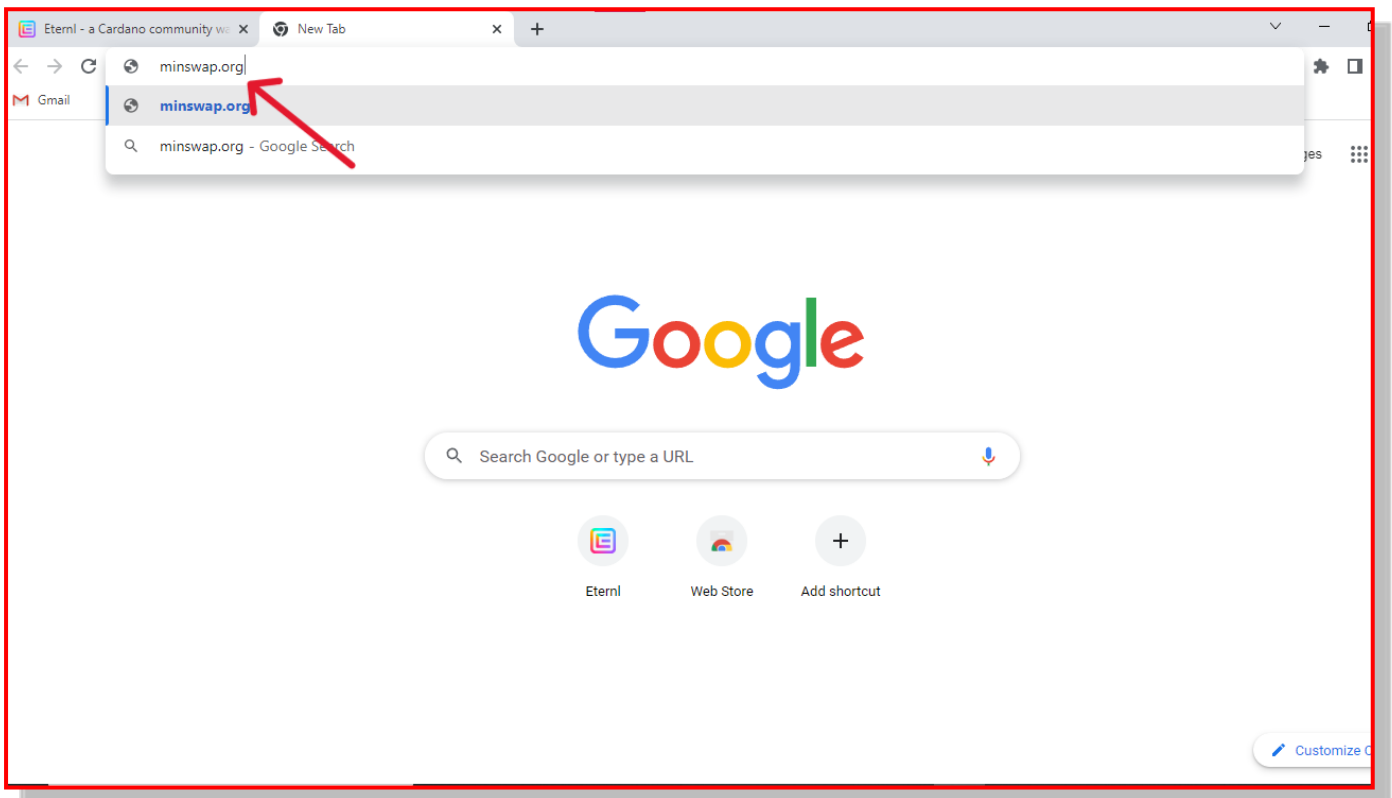 Eternl - a Cardano community wa
New Tab
minswap.org
Gmail
minswap.org
minswap.org - Google Search
ges
Google
Search Google or type a URL
Eternl
Web Store
Add shortcut
Customize C